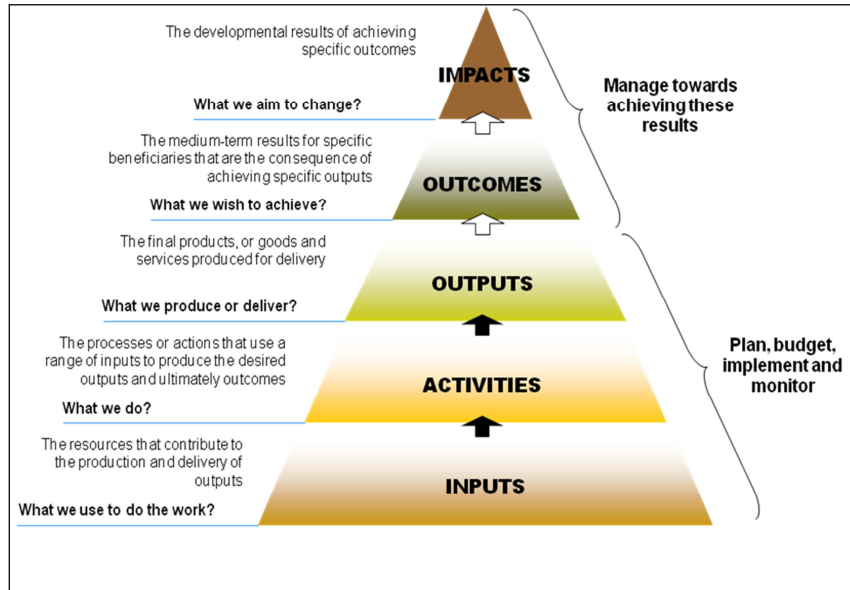 The developmental results of achieving
specific outcomes
IMPACTS
What we aim to change?
Manage towards
achieving these
results
The medium-term results for specific
beneficiaries that are the consequence of
achieving specific outputs
OUTCOMES
What we wish to achieve?
The final products, or goods and
services produced for delivery
OUTPUTS
What we produce or deliver?
The processes or actions that use a
range of inputs to produce the desired
outputs and ultimately outcomes
ACTIVITIES
What we do?
Plan, budget,
implement and
monitor
The resources that contribute to
the production and delivery of
outputs
INPUTS
What we use to do the work?